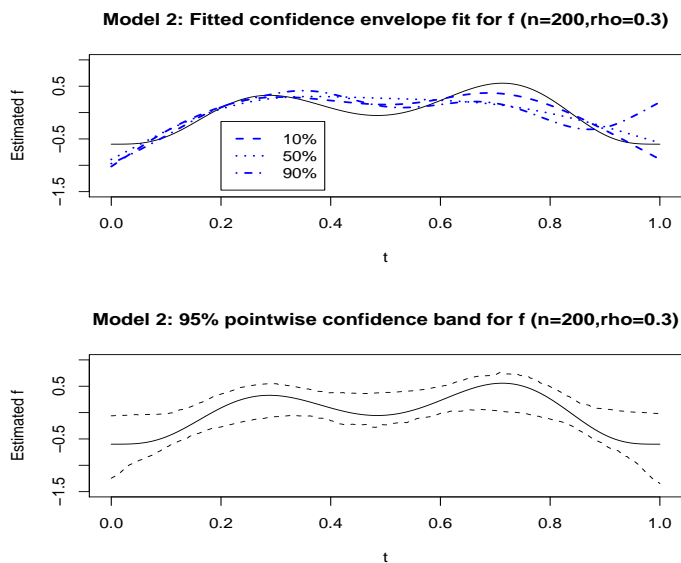 Model 2: Fitted confidence envelope fit for f (n=200,rho=0.3)
Estimated f
0.5
−0.5
−1.5
10%
50%
90%
0.0 0.2 0.4 0.6 0.8 1.0
t
Model 2: 95% pointwise confidence band for f (n=200,rho=0.3)
Estimated f
0.5
−0.5
−1.5
0.0 0.2 0.4 0.6 0.8 1.0
t